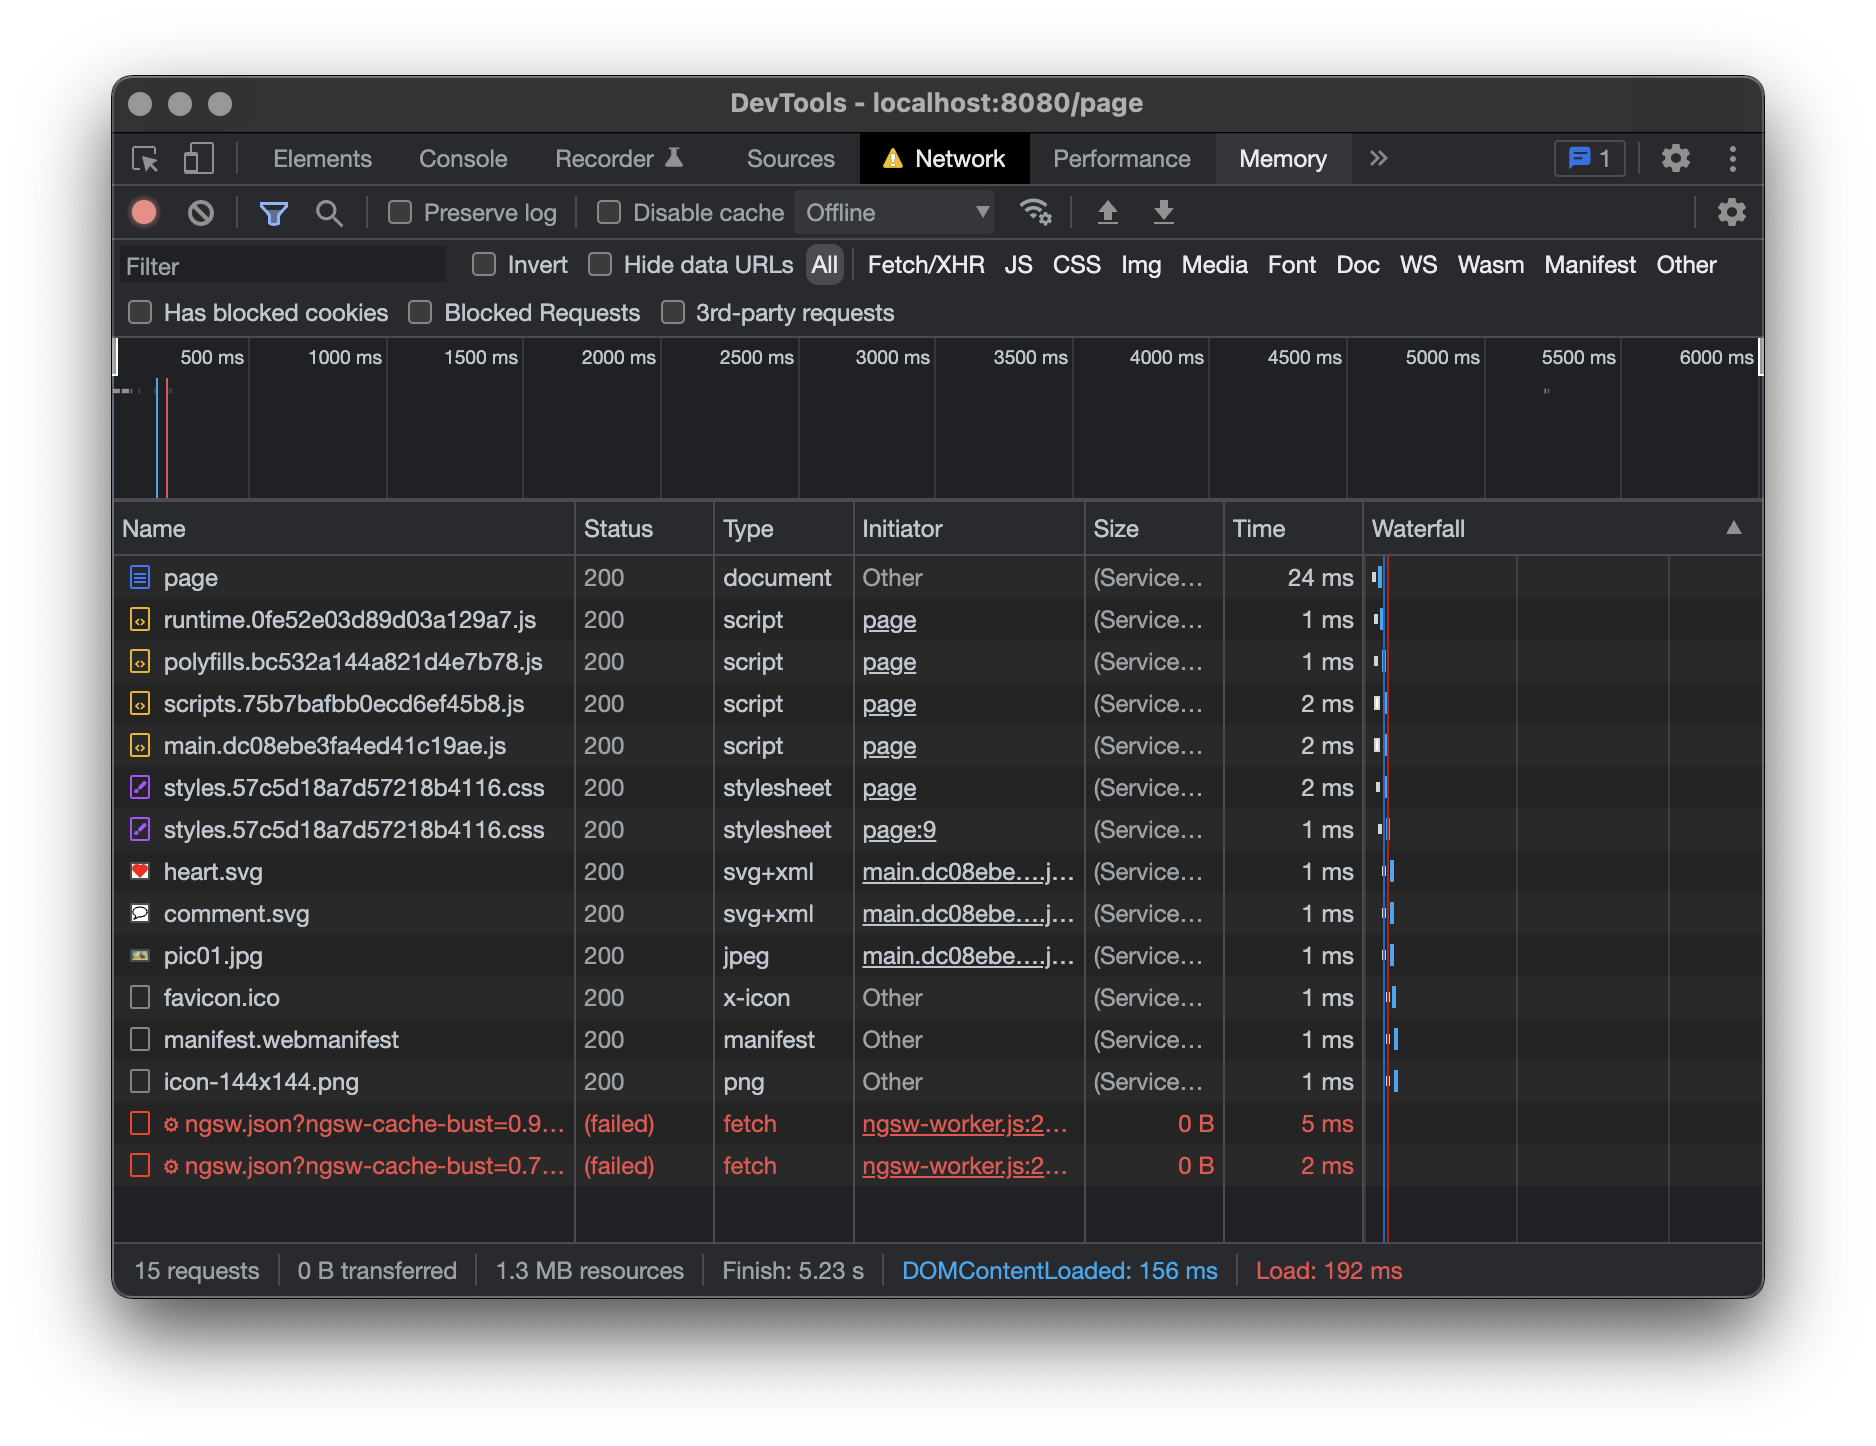 DevTools - localhost:8080/page
Elements Console Recorder Sources Network Performance Memory » 1
Preserve log Disable cache Offline
Filter Invert Hide data URLs All Fetch/XHR JS CSS Img Media Font Doc WS Wasm Manifest Other
Has blocked cookies Blocked Requests 3rd-party requests
500 ms 1000 ms 1500 ms 2000 ms 2500 ms 3000 ms 3500 ms 4000 ms 4500 ms 5000 ms 5500 ms 6000 ms
Name Status Type Initiator Size Time Waterfall
page 200 document Other (Service… 24 ms
runtime.0fe52e03d89d03a129a7.js 200 script page (Service… 1 ms
polyfills.bc532a144a821d4e7b78.js 200 script page (Service… 1 ms
scripts.75b7bafbb0ecd6ef45b8.js 200 script page (Service… 2 ms
main.dc08ebe3fa4ed41c19ae.js 200 script page (Service… 2 ms
styles.57c5d18a7d57218b4116.css 200 stylesheet page (Service… 2 ms
styles.57c5d18a7d57218b4116.css 200 stylesheet page:9 (Service… 1 ms
heart.svg 200 svg+xml main.dc08ebe….j… (Service… 1 ms
comment.svg 200 svg+xml main.dc08ebe….j… (Service… 1 ms
pic01.jpg 200 jpeg main.dc08ebe….j… (Service… 1 ms
favicon.ico 200 x-icon Other (Service… 1 ms
manifest.webmanifest 200 manifest Other (Service… 1 ms
icon-144x144.png 200 png Other (Service… 1 ms
ngsw.json?ngsw-cache-bust=0.9… (failed) fetch ngsw-worker.js:2… 0 B 5 ms
ngsw.json?ngsw-cache-bust=0.7… (failed) fetch ngsw-worker.js:2… 0 B 2 ms
15 requests 0 B transferred 1.3 MB resources Finish: 5.23 s DOMContentLoaded: 156 ms Load: 192 ms